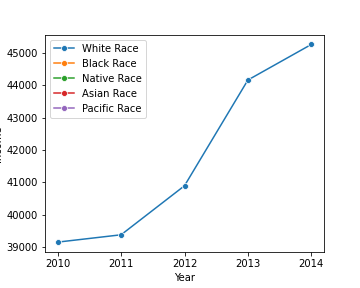 White Race
Black Race
Native Race
Asian Race
Pacific Race
45000
44000
43000
42000
41000
40000
39000
2010 2011 2012 2013 2014
Year